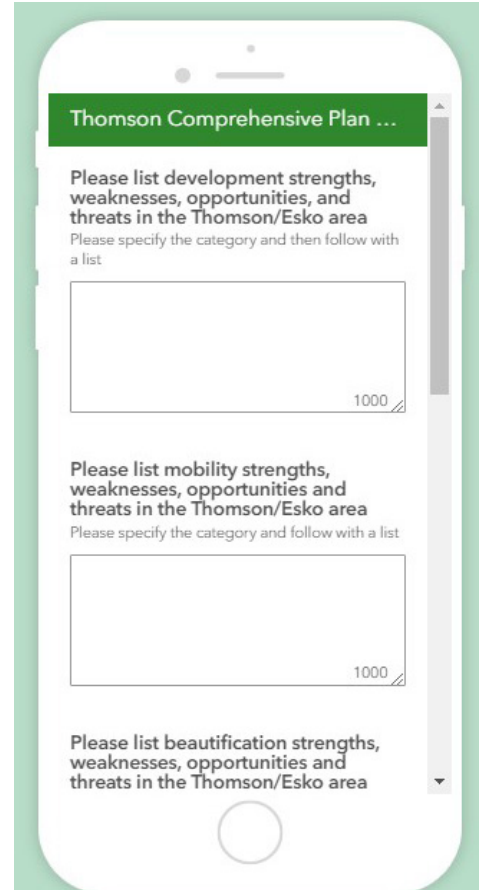 Thomson Comprehensive Plan ...
Please list development strengths,
weaknesses, opportunities, and
threats in the Thomson/Esko area
Please specify the category and then follow with
a list
1000
Please list mobility strengths,
weaknesses, opportunities and
threats in the Thomson/Esko area
Please specify the category and follow with a list
1000
Please list beautification strengths,
weaknesses, opportunities and
threats in the Thomson/Esko area